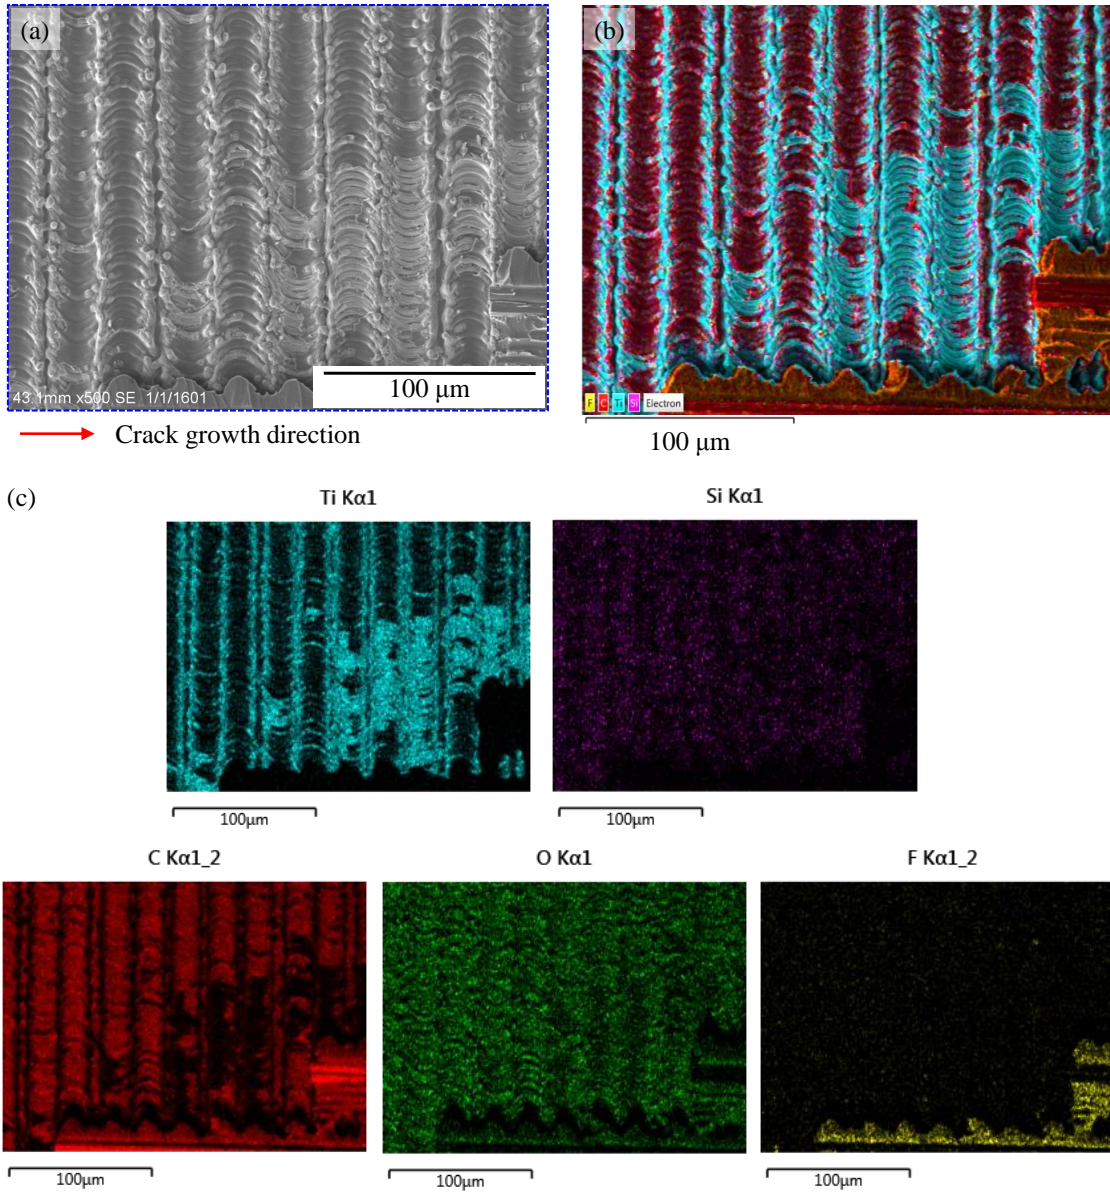 (a)
(b)
43.1mm x500 SE 1/1/1601
100 μm
F C Ti Si Electron
100 μm
Crack growth direction
(c)
Ti Kα1
Si Kα1
100μm
100μm
C Kα1_2
O Kα1
F Kα1_2
100μm
100μm
100μm